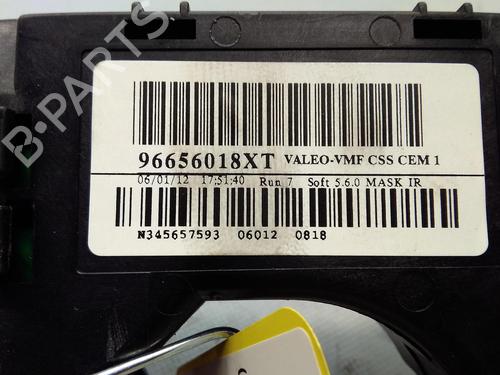 B-PARTS
96656018XT VALEO-VMF CSS CEM 1
06/01/12 17:51:40 Run 7 Soft 5.6.0 MASK IR
N345657593 06012 0818